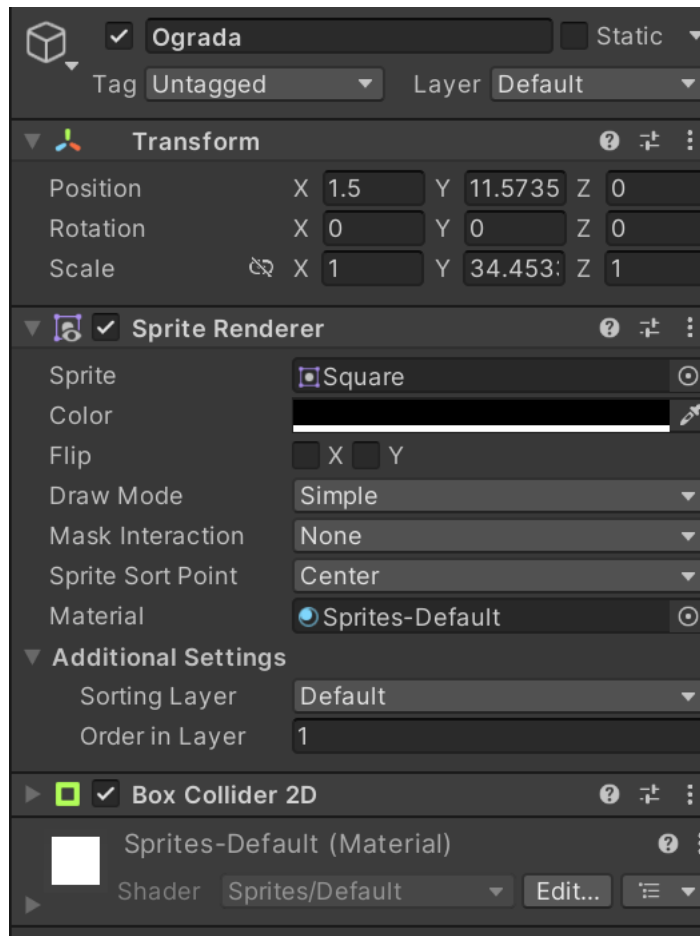 Ograda Static
Tag Untagged Layer Default
Transform
Position X 1.5 Y 11.5735 Z 0
Rotation X 0 Y 0 Z 0
Scale X 1 Y 34.453 Z 1
Sprite Renderer
Sprite Square
Color
Flip X Y
Draw Mode Simple
Mask Interaction None
Sprite Sort Point Center
Material Sprites-Default
Additional Settings
Sorting Layer Default
Order in Layer 1
Box Collider 2D
Sprites-Default (Material)
Shader Sprites/Default Edit...